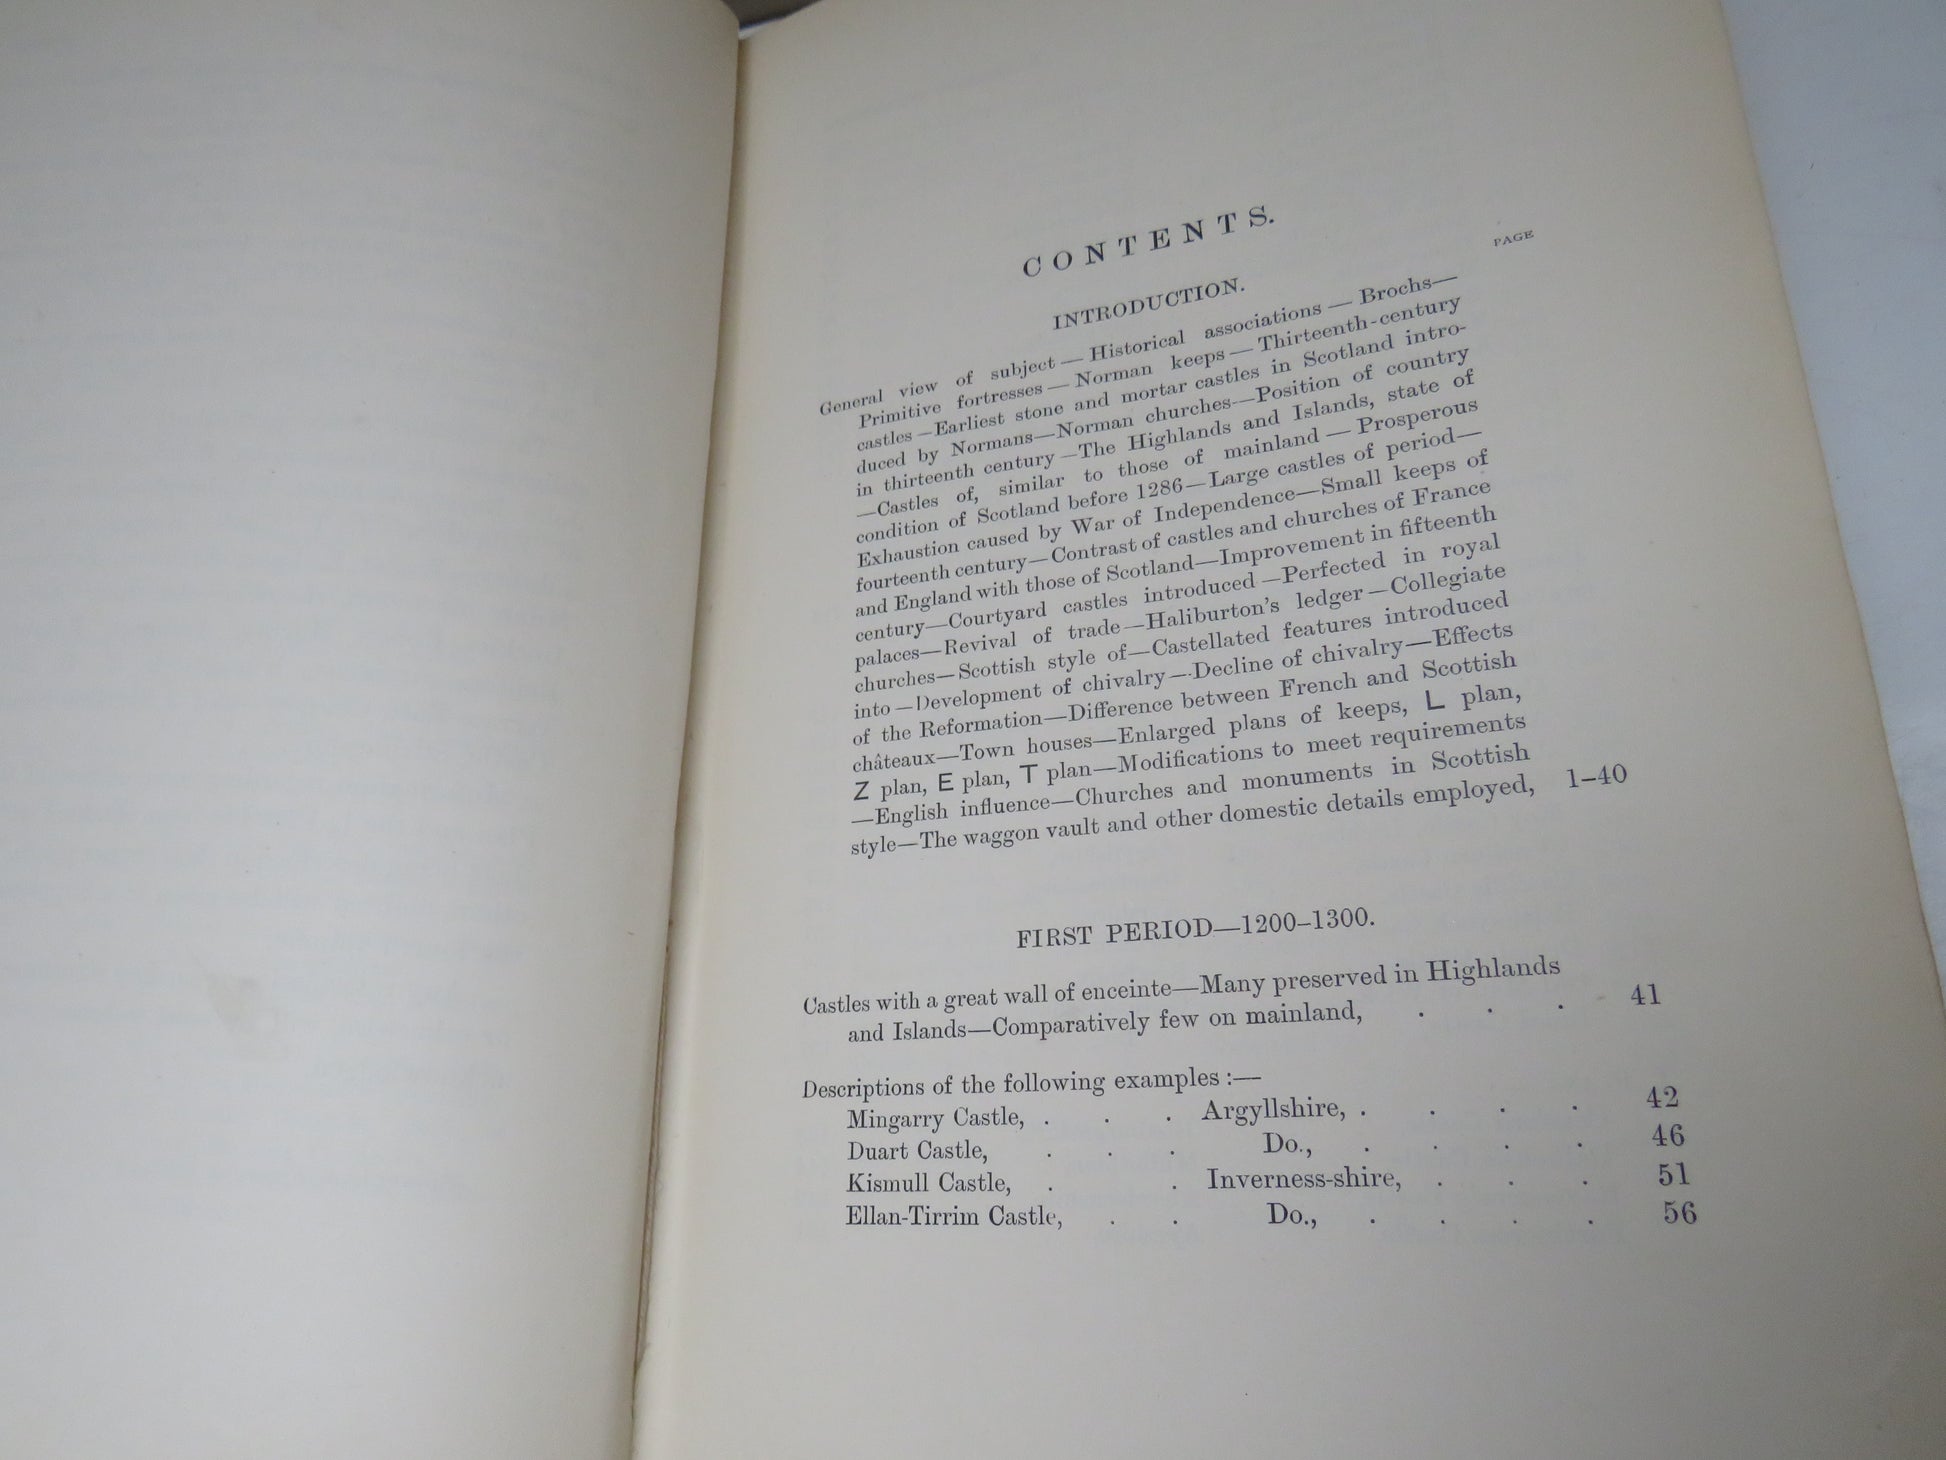 CONTENTS.
PAGE
INTRODUCTION.
General view of subject — Historical associations — Brochs—
Primitive fortresses — Norman keeps — Thirteenth-century
castles —Earliest stone and mortar castles in Scotland intro-
duced by Normans—Norman churches—Position of country
in thirteenth century —The Highlands and Islands, state of
—Castles of, similar to those of mainland — Prosperous
condition of Scotland before 1286—Large castles of period—
Exhaustion caused by War of Independence—Small keeps of
fourteenth century—Contrast of castles and churches of France
and England with those of Scotland—Improvement in fifteenth
century—Courtyard castles introduced —Perfected in royal
palaces—Revival of trade—Haliburton's ledger —Collegiate
churches—Scottish style of—Castellated features introduced
into —Development of chivalry —Decline of chivalry—Effects
of the Reformation—Difference between French and Scottish
châteaux—Town houses—Enlarged plans of keeps, L plan,
Z plan, E plan, T plan—Modifications to meet requirements
—English influence—Churches and monuments in Scottish
style—The waggon vault and other domestic details employed, 1–40
FIRST PERIOD—1200–1300.
Castles with a great wall of enceinte—Many preserved in Highlands
and Islands—Comparatively few on mainland, . . . 41
Descriptions of the following examples :—
Mingarry Castle, . . . Argyllshire, . . . . 42
Duart Castle, . . . Do., . . . . 46
Kismull Castle, . . Inverness-shire, . . . 51
Ellan-Tirrim Castle, . . Do., . . . . 56